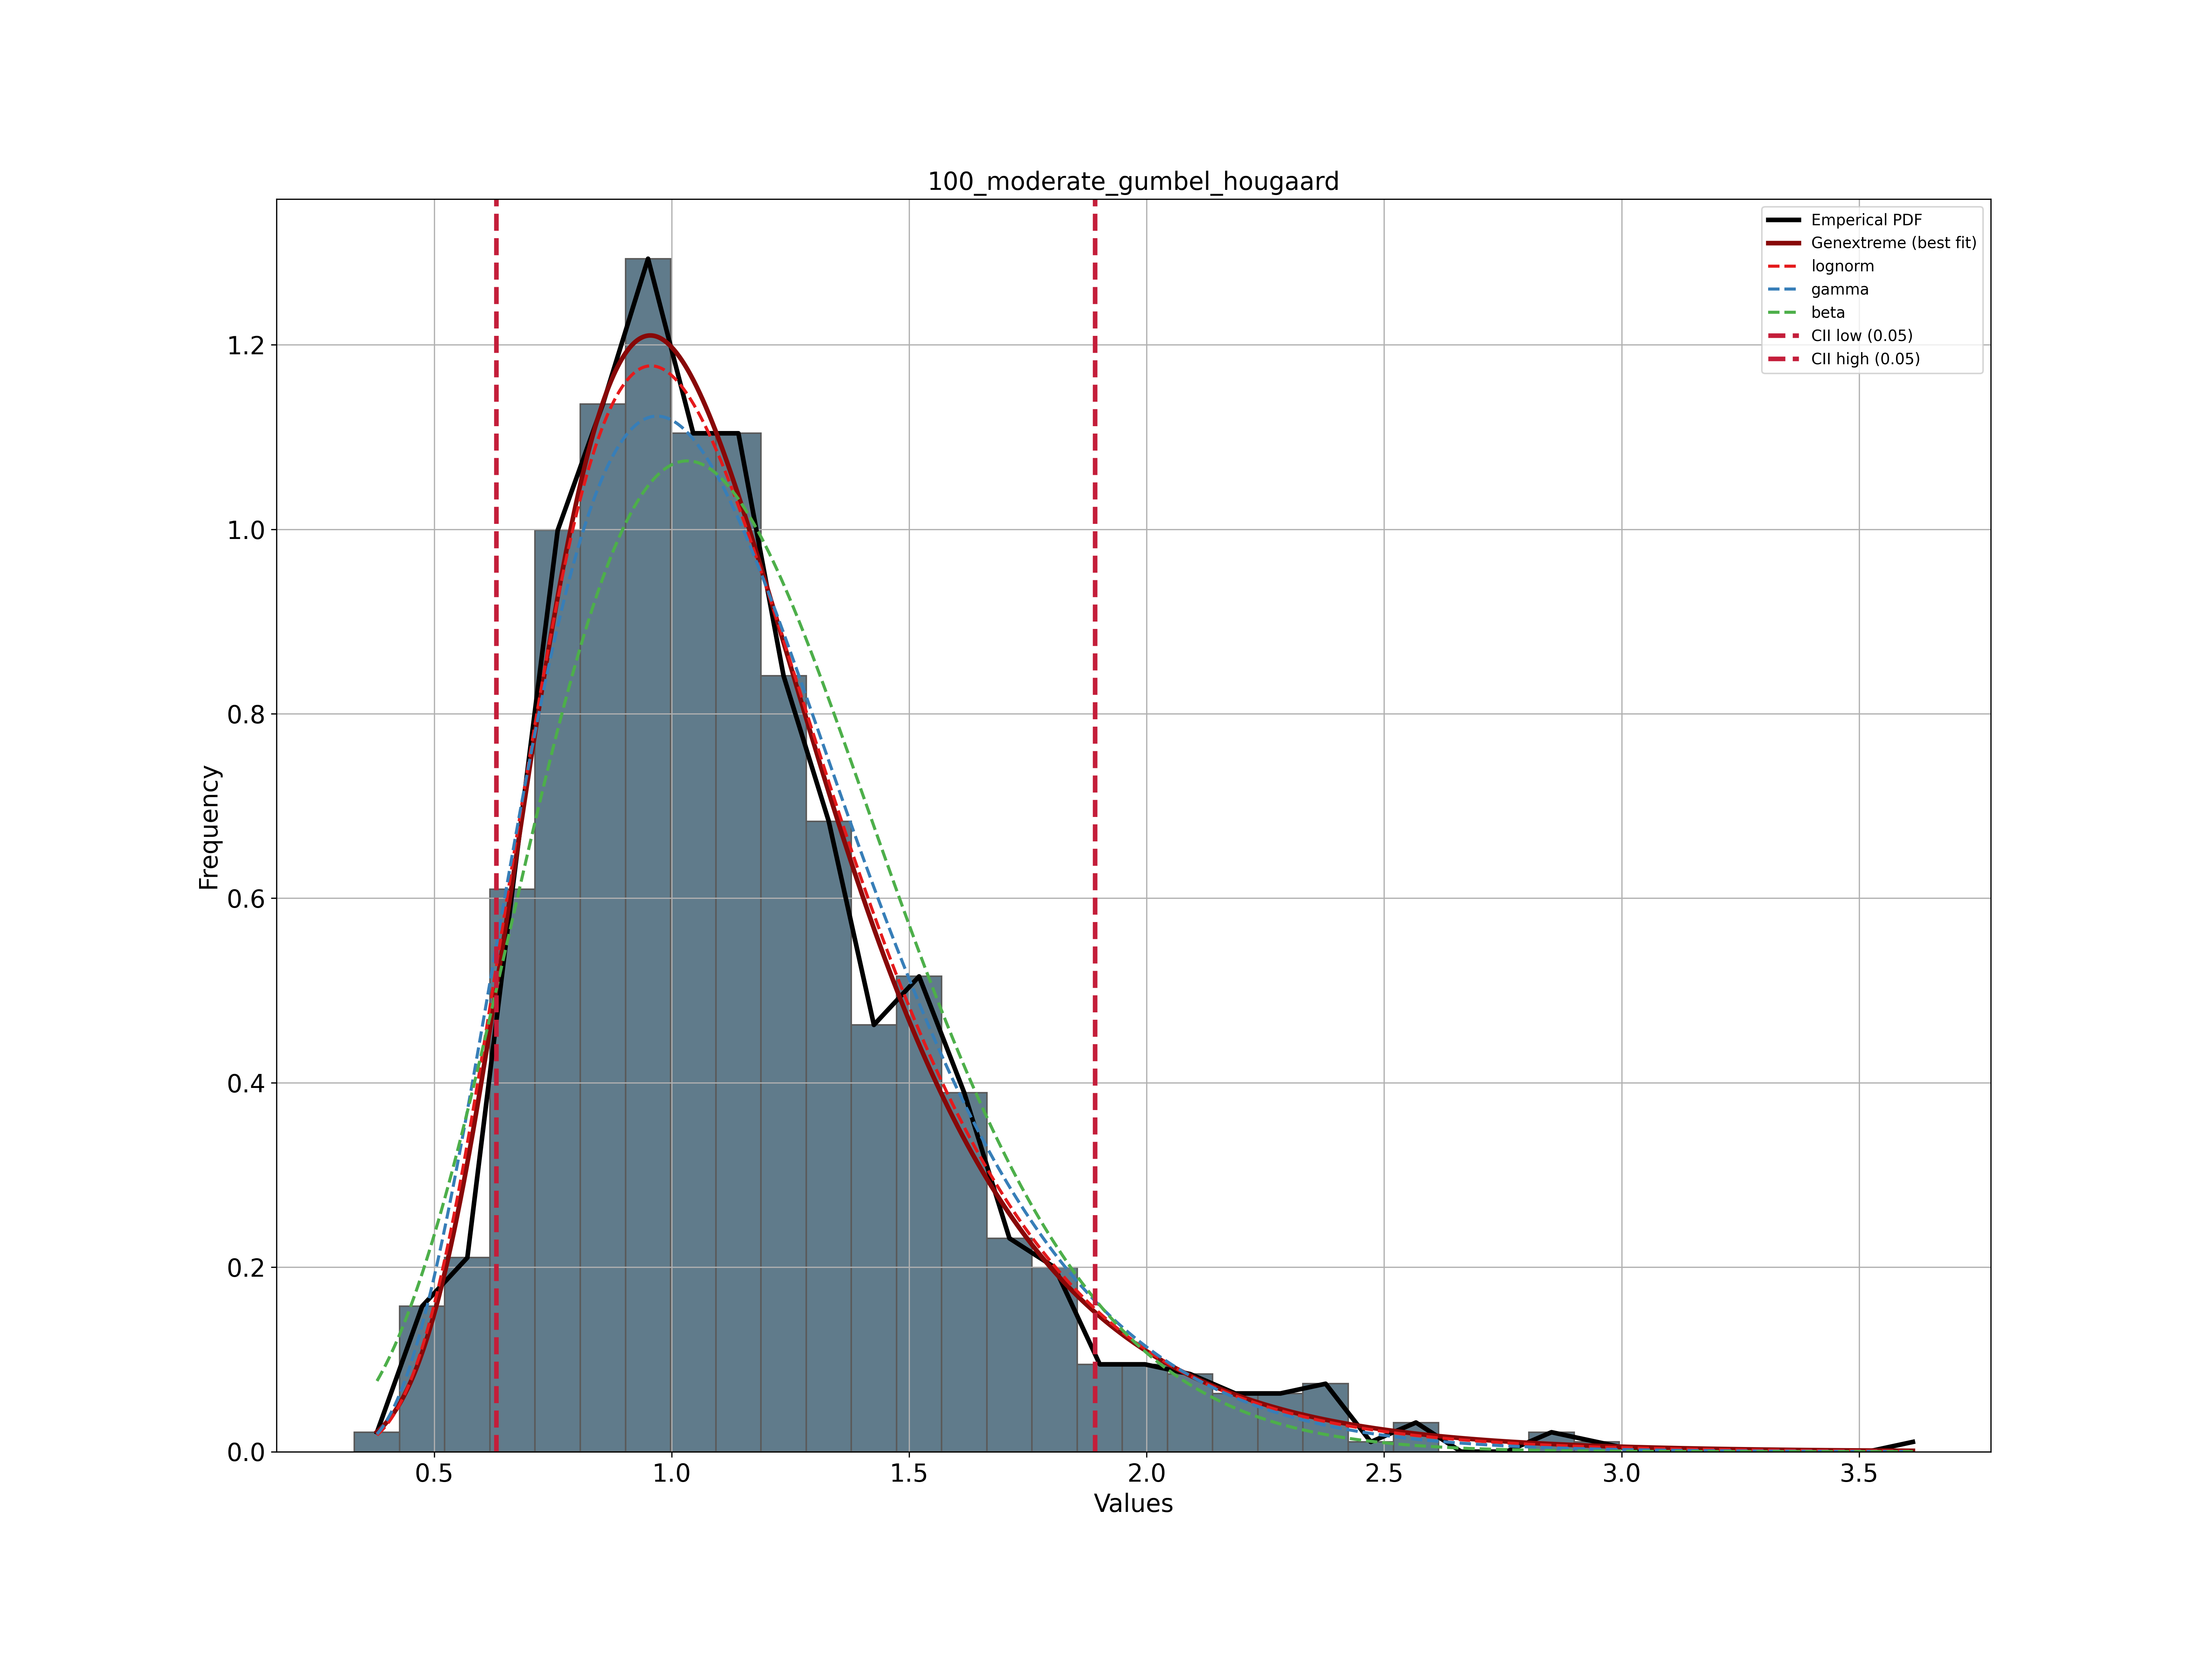 100_moderate_gumbel_hougaard
Emperical PDF
Genextreme (best fit)
lognorm
gamma
beta
CII low (0.05)
CII high (0.05)
Frequency
1.2
1.0
0.8
0.6
0.4
0.2
0.0
0.5 1.0 1.5 2.0 2.5 3.0 3.5
Values